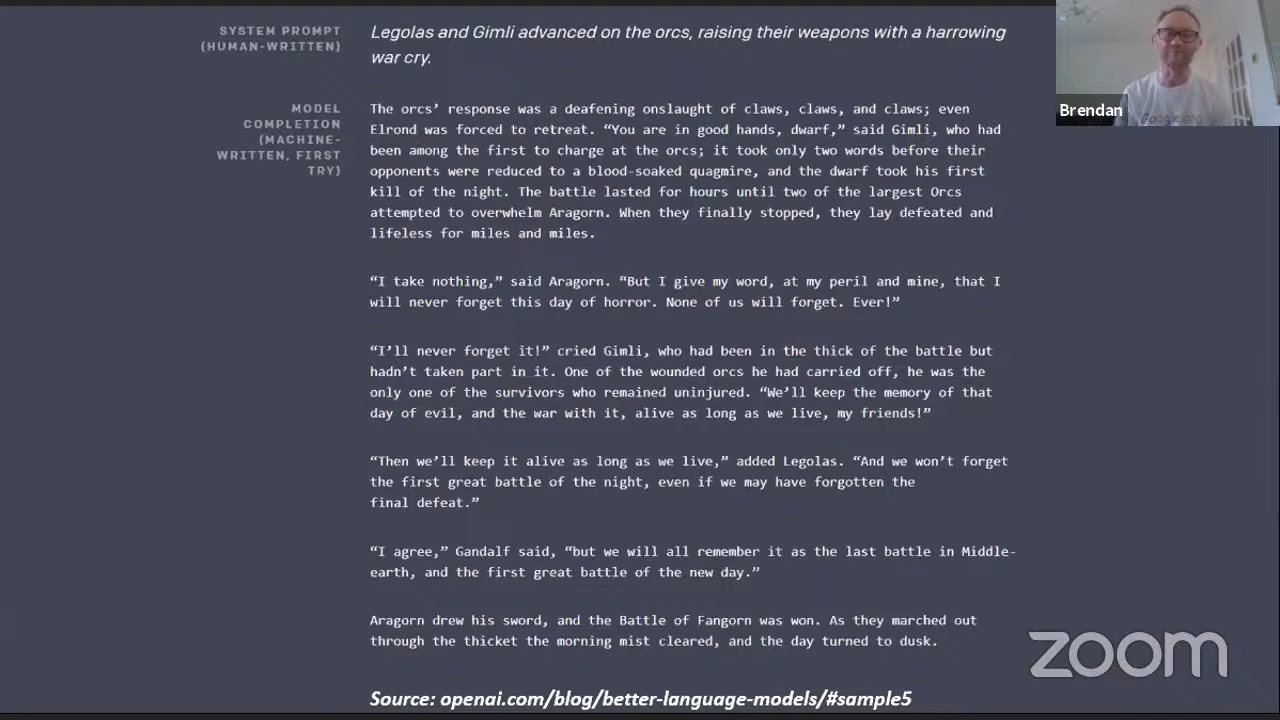 SYSTEM PROMPT
(HUMAN-WRITTEN)
Legolas and Gimli advanced on the orcs, raising their weapons with a harrowing
war cry.
MODEL
COMPLETION
(MACHINE-
WRITTEN, FIRST
TRY)
The orcs’ response was a deafening onslaught of claws, claws, and claws; even
Elrond was forced to retreat. “You are in good hands, dwarf,” said Gimli, who had
been among the first to charge at the orcs; it took only two words before their
opponents were reduced to a blood-soaked quagmire, and the dwarf took his first
kill of the night. The battle lasted for hours until two of the largest Orcs
attempted to overwhelm Aragorn. When they finally stopped, they lay defeated and
lifeless for miles and miles.
“I take nothing,” said Aragorn. “But I give my word, at my peril and mine, that I
will never forget this day of horror. None of us will forget. Ever!”
“I’ll never forget it!” cried Gimli, who had been in the thick of the battle but
hadn’t taken part in it. One of the wounded orcs he had carried off, he was the
only one of the survivors who remained uninjured. “We’ll keep the memory of that
day of evil, and the war with it, alive as long as we live, my friends!”
“Then we’ll keep it alive as long as we live,” added Legolas. “And we won’t forget
the first great battle of the night, even if we may have forgotten the
final defeat.”
“I agree,” Gandalf said, “but we will all remember it as the last battle in Middle-
earth, and the first great battle of the new day.”
Aragorn drew his sword, and the Battle of Fangorn was won. As they marched out
through the thicket the morning mist cleared, and the day turned to dusk.
Source: openai.com/blog/better-language-models/#sample5
Brendan
Google.org
zoom